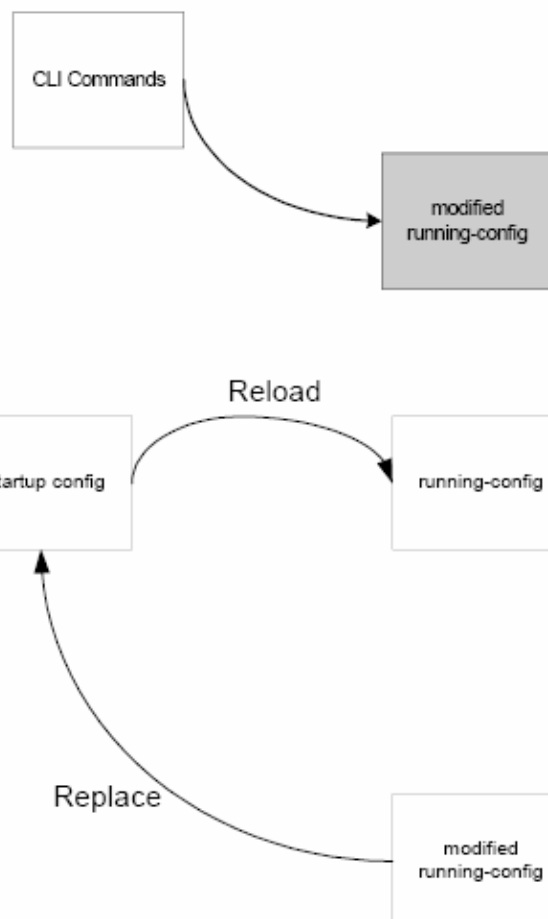 CLI Commands
modified
running-config
Reload
tartup config
running-config
Replace
modified
running-config